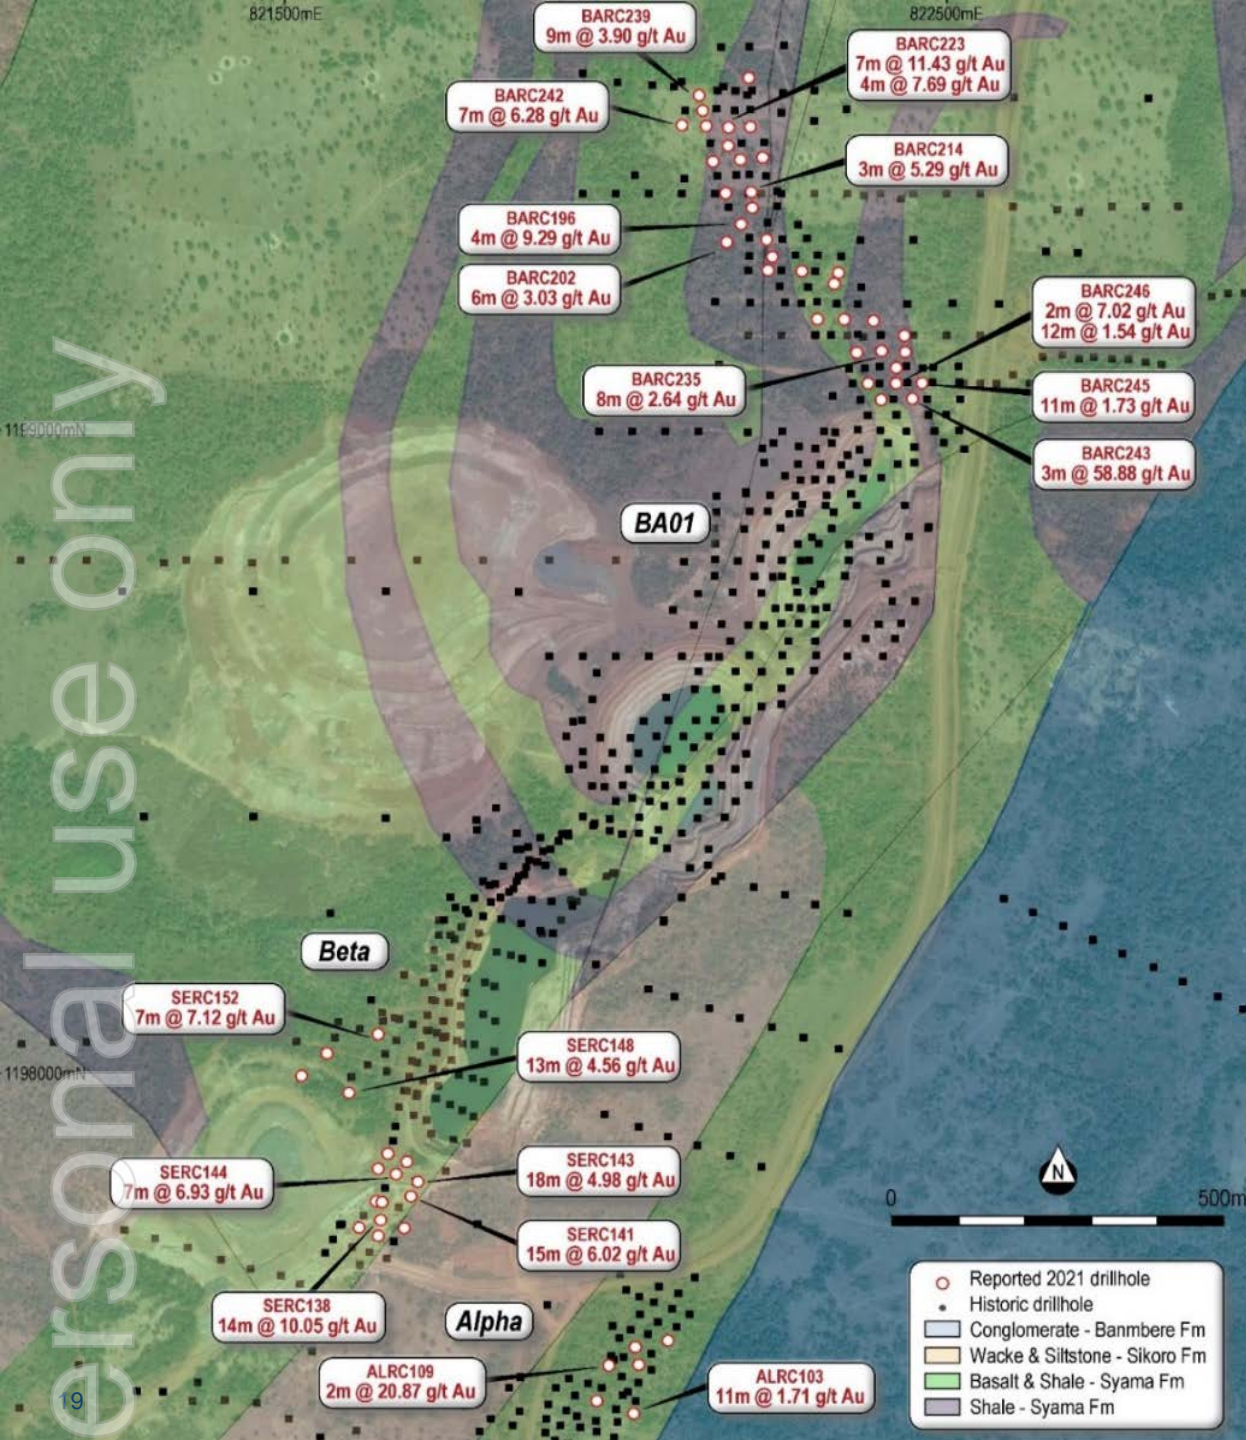 821500mE
822500mE
BARC239
9m @ 3.90 g/t Au
BARC223
7m @ 11.43 g/t Au
4m @ 7.69 g/t Au
BARC242
7m @ 6.28 g/t Au
BARC214
3m @ 5.29 g/t Au
BARC196
4m @ 9.29 g/t Au
BARC202
6m @ 3.03 g/t Au
BARC246
2m @ 7.02 g/t Au
12m @ 1.54 g/t Au
BARC235
8m @ 2.64 g/t Au
BARC245
11m @ 1.73 g/t Au
1199000mN
BARC243
3m @ 58.88 g/t Au
BA01
Beta
SERC152
7m @ 7.12 g/t Au
SERC148
13m @ 4.56 g/t Au
1198000mN
SERC144
7m @ 6.93 g/t Au
SERC143
18m @ 4.98 g/t Au
SERC141
15m @ 6.02 g/t Au
SERC138
14m @ 10.05 g/t Au
Alpha
ALRC109
2m @ 20.87 g/t Au
ALRC103
11m @ 1.71 g/t Au
N
0 500m
Reported 2021 drillhole
Historic drillhole
Conglomerate - Banmbere Fm
Wacke & Siltstone - Sikoro Fm
Basalt & Shale - Syama Fm
Shale - Syama Fm
19
ersonal use only